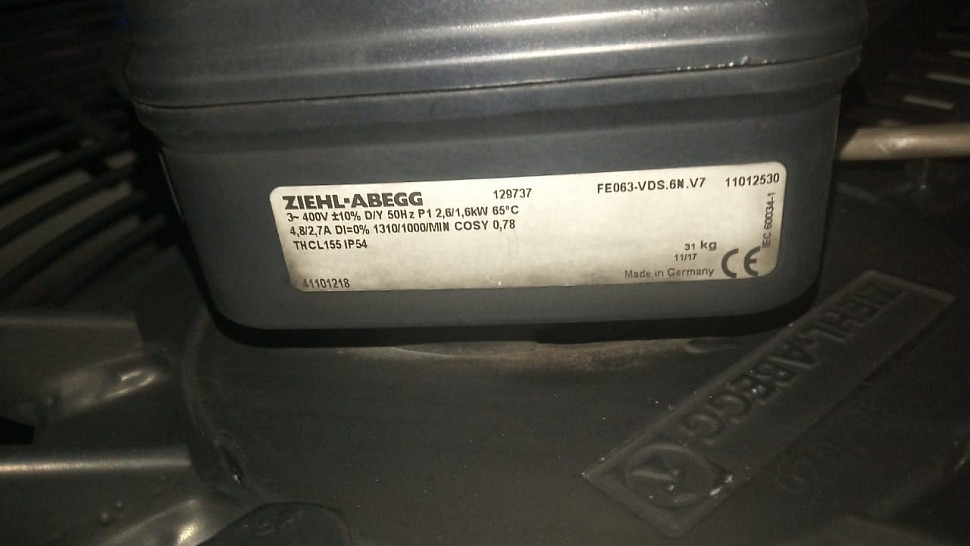 ZIEHL-ABEGG 129737 FE063-VDS.6N.V7 11012530
3~ 400V ±10% D/Y 50Hz P1 2,6/1,6kW 65°C
4,8/2,7A DI=0% 1310/1000/MIN COSY 0,78
THCL155 IP54
31 kg
11/17
Made in Germany CE
IEC 60034-1
41101218
ZIEHL-ABEGG